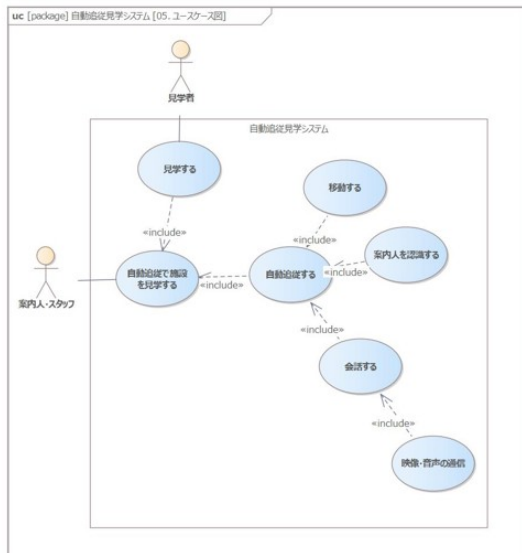 uc [package] 自動追従見学システム [05. ユースケース図]
見学者
自動追従見学システム
見学する
移動する
«include»
«include»
案内人を認識する
自動追従で施設
を見学する
自動追従する
«include»
«include»
案内人・スタッフ
«include»
会話する
«include»
映像・音声の通信